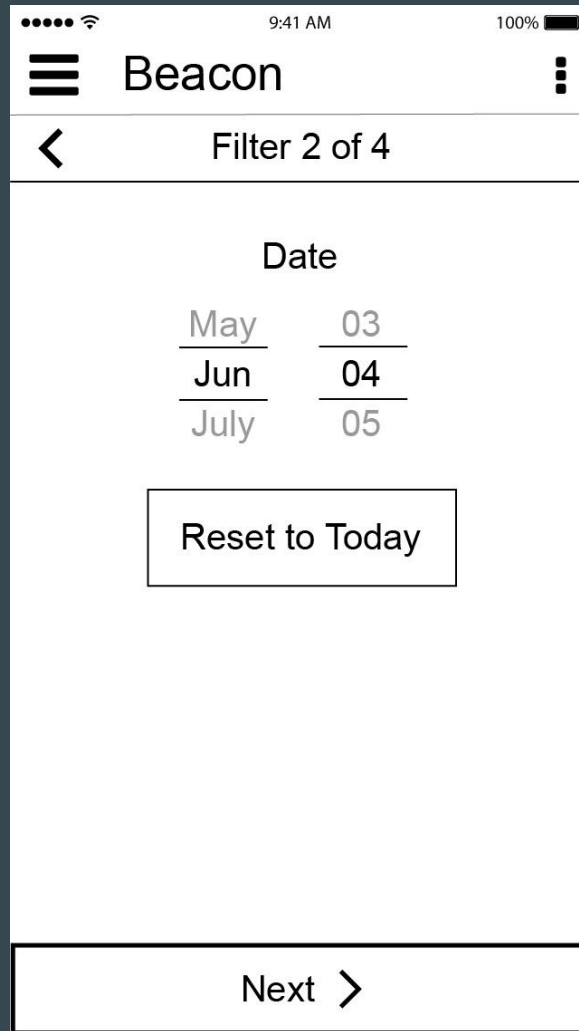 9:41 AM 100%
Beacon
Filter 2 of 4
Date
May 03
Jun 04
July 05
Reset to Today
Next